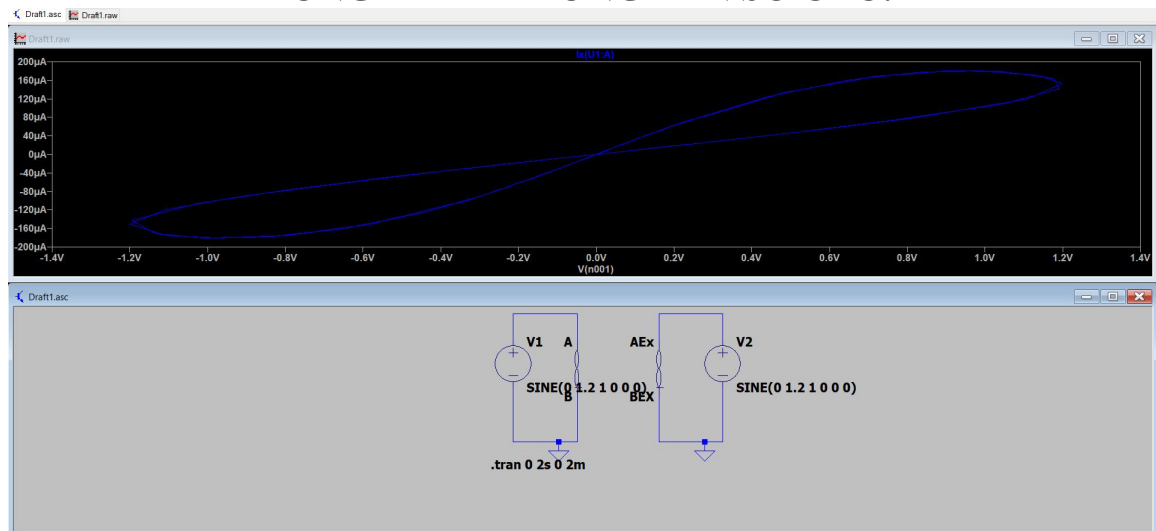 Draft1.asc Draft1.raw
Draft1.raw
Ix(U1:A)
200µA
160µA
120µA
80µA
40µA
0µA
-40µA
-80µA
-120µA
-160µA
-200µA
-1.4V -1.2V -1.0V -0.8V -0.6V -0.4V -0.2V 0.0V 0.2V 0.4V 0.6V 0.8V 1.0V 1.2V 1.4V
V(n001)
Draft1.asc
V1 A AEx V2
SINE(0 1.2 1 0 0 0) SINE(0 1.2 1 0 0 0)
B BEX
.tran 0 2s 0 2m